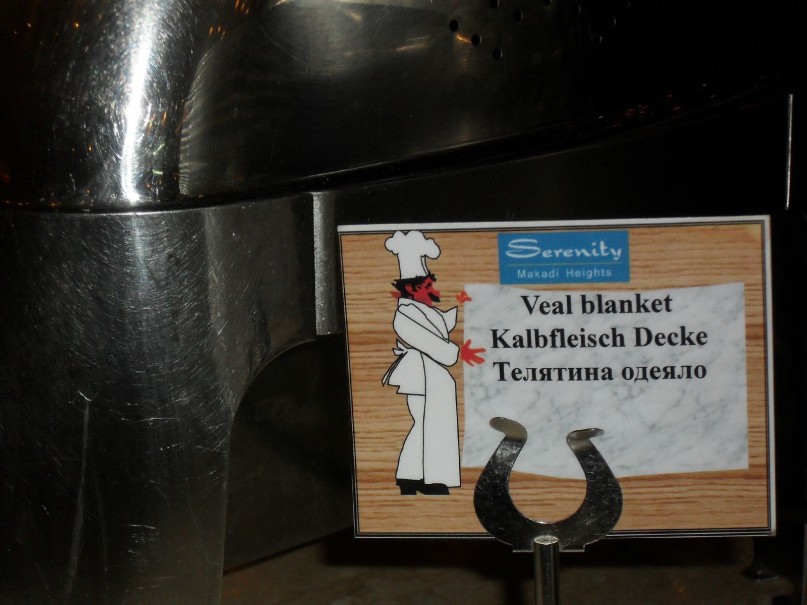 Serenity
Makadi Heights
Veal blanket
Kalbfleisch Decke
Телятина одеяло